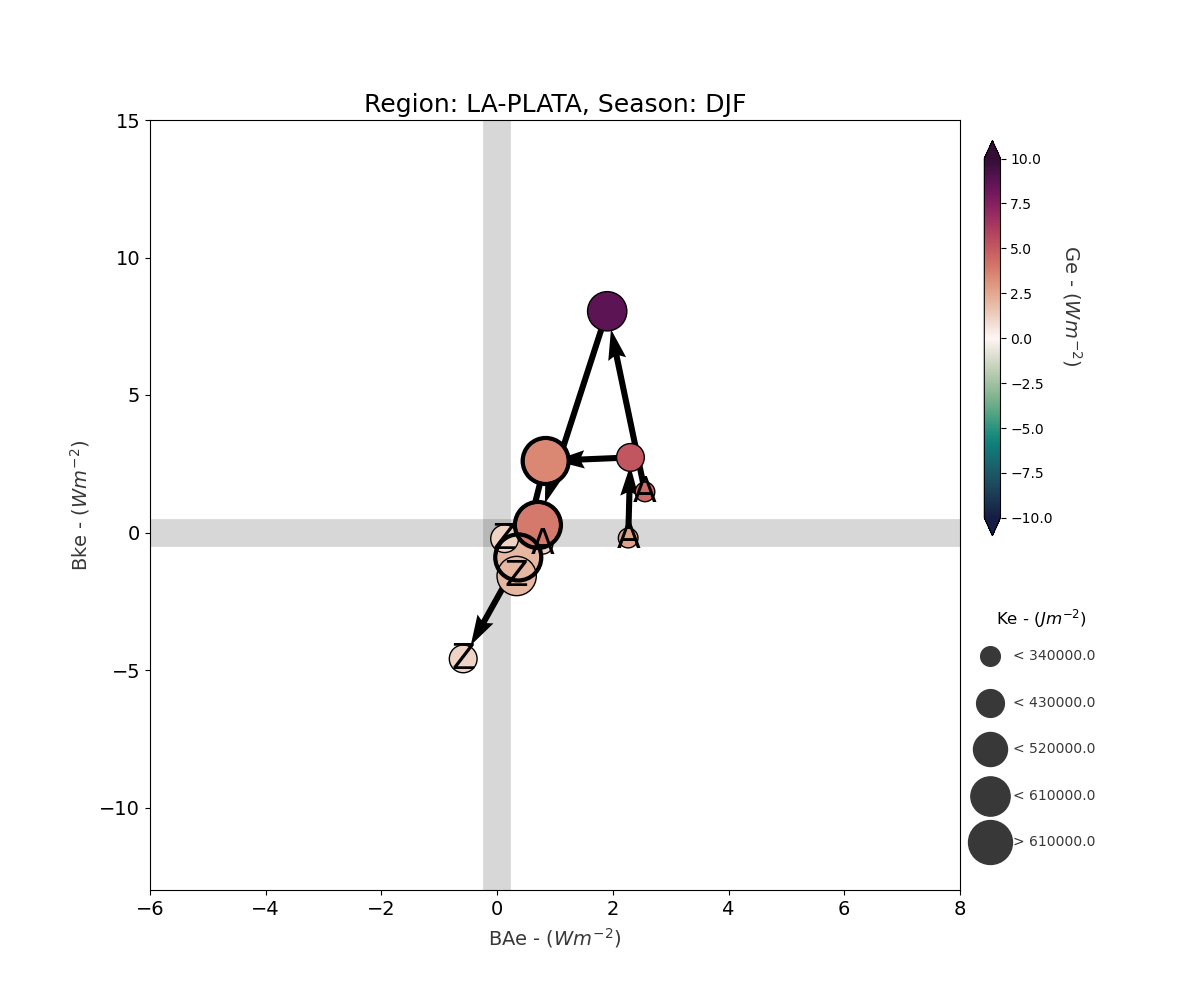 Region: LA-PLATA, Season: DJF
15
10
5
0
−5
−10
Bke - (Wm⁻²)
−6
−4
−2
0
2
4
6
8
BAe - (Wm⁻²)
A
A
A
Z
Z
Z
10.0
7.5
5.0
2.5
0.0
−2.5
−5.0
−7.5
−10.0
Ge - (Wm⁻²)
Ke - (Jm⁻²)
< 340000.0
< 430000.0
< 520000.0
< 610000.0
> 610000.0